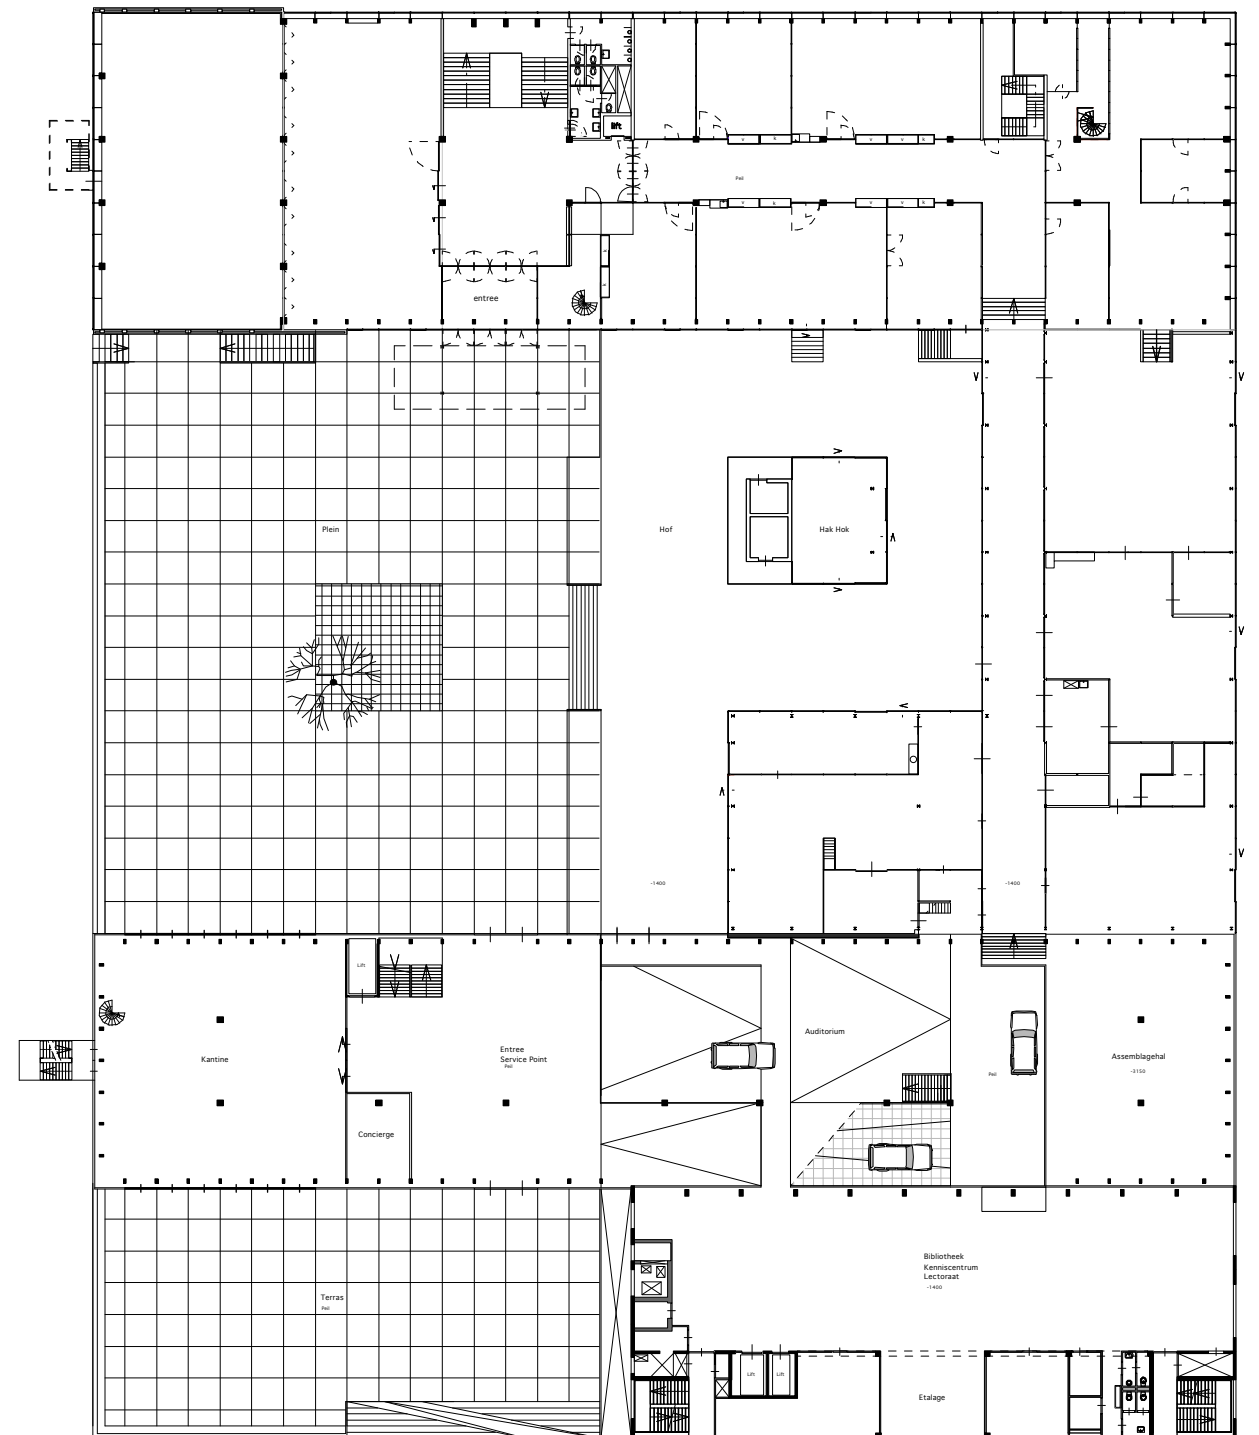 lift
Peil
v
k
v
v
k
v
k
v
v
k
k
k
entree
Plein
Hof
Hak Hok
-1400
-1400
Lift
Kantine
Entree
Service Point
Peil
Auditorium
Peil
Assemblagehal
-3150
Concierge
Bibliotheek
Kenniscentrum
Lectoraat
-1400
Terras
Peil
Lift
Lift
Etalage